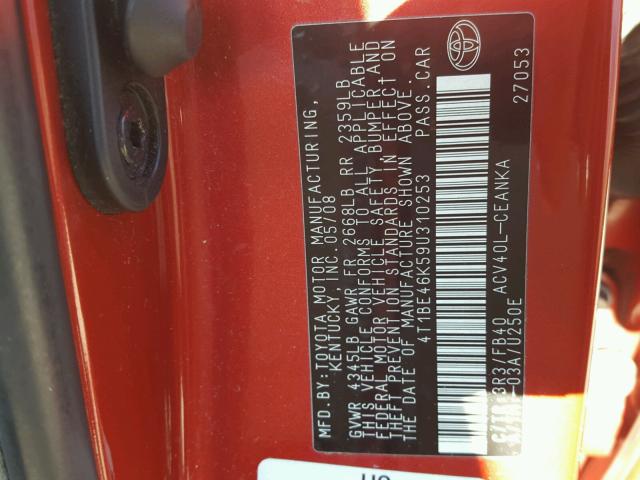 MFD.BY:TOYOTA MOTOR MANUFACTURING,
KENTUCKY,INC. 05/08
GVWR 4345LB GAWR FR 2668LB RR 2359LB
THIS VEHICLE CONFORMS TO ALL APPLICABLE
FEDERAL MOTOR VEHICLE SAFETY, BUMPER AND
THEFT PREVENTION STANDARDS IN EFFECT ON
THE DATE OF MANUFACTURE SHOWN ABOVE.
4T1BE46K59U310253 PASS.CAR
C/TR: 3R3/FB40 ACV40L-CEANKA
-03A/U250E
27053